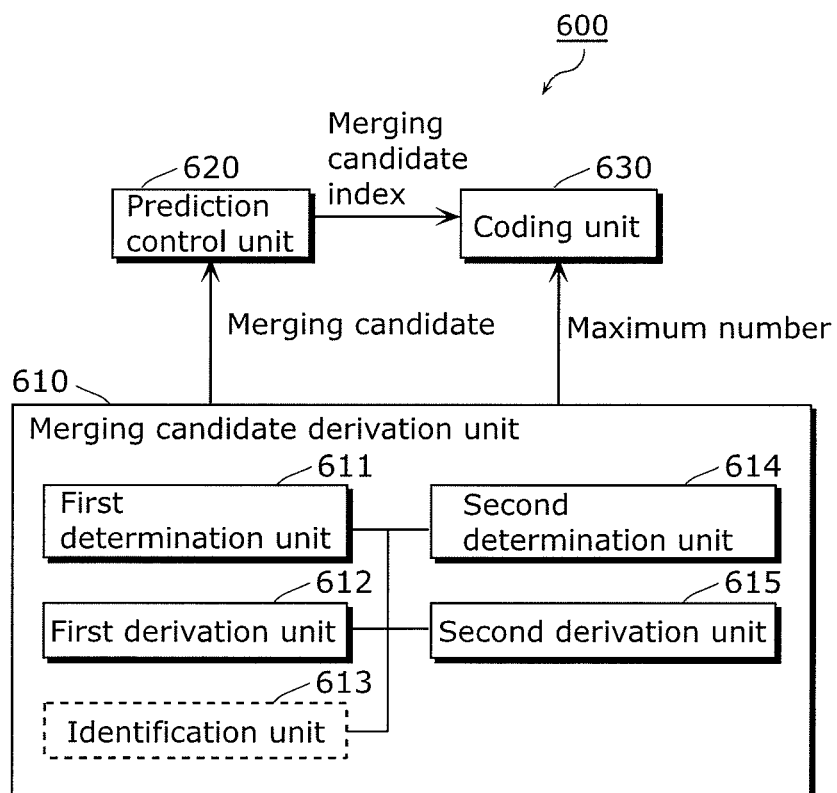 600
Merging
candidate
index
620
630
Prediction
control unit
Coding unit
Merging candidate
Maximum number
610
Merging candidate derivation unit
611
614
First
determination unit
Second
determination unit
612
615
First derivation unit
Second derivation unit
613
Identification unit